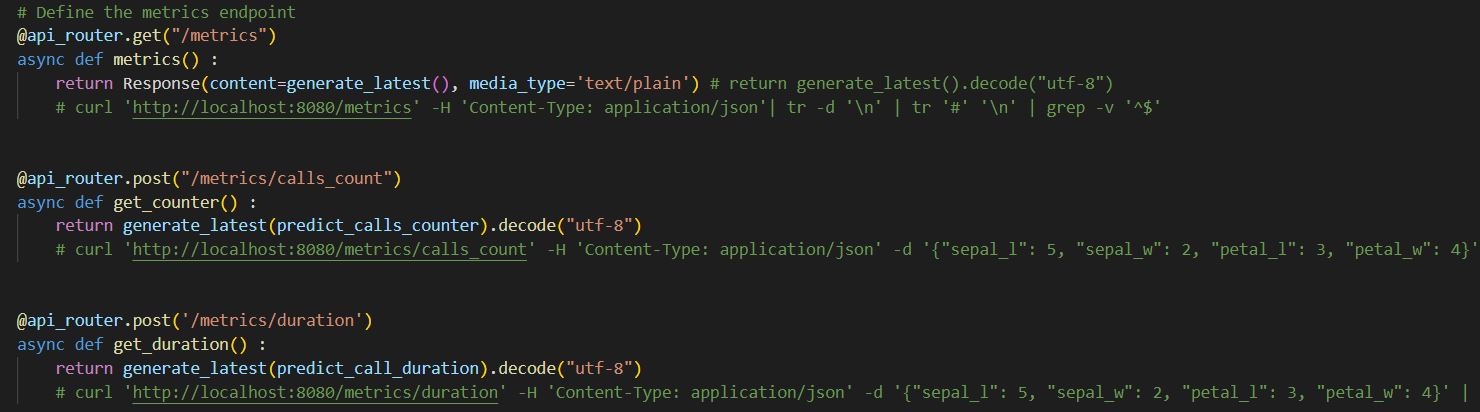 # Define the metrics endpoint
@api_router.get("/metrics")
async def metrics() :
    return Response(content=generate_latest(), media_type='text/plain') # return generate_latest().decode("utf-8")
    # curl 'http://localhost:8080/metrics' -H 'Content-Type: application/json'| tr -d '\n' | tr '#' '\n' | grep -v '^$'
@api_router.post("/metrics/calls_count")
async def get_counter() :
    return generate_latest(predict_calls_counter).decode("utf-8")
    # curl 'http://localhost:8080/metrics/calls_count' -H 'Content-Type: application/json' -d '{"sepal_l": 5, "sepal_w": 2, "petal_l": 3, "petal_w": 4}'
@api_router.post('/metrics/duration')
async def get_duration() :
    return generate_latest(predict_call_duration).decode("utf-8")
    # curl 'http://localhost:8080/metrics/duration' -H 'Content-Type: application/json' -d '{"sepal_l": 5, "sepal_w": 2, "petal_l": 3, "petal_w": 4}' |